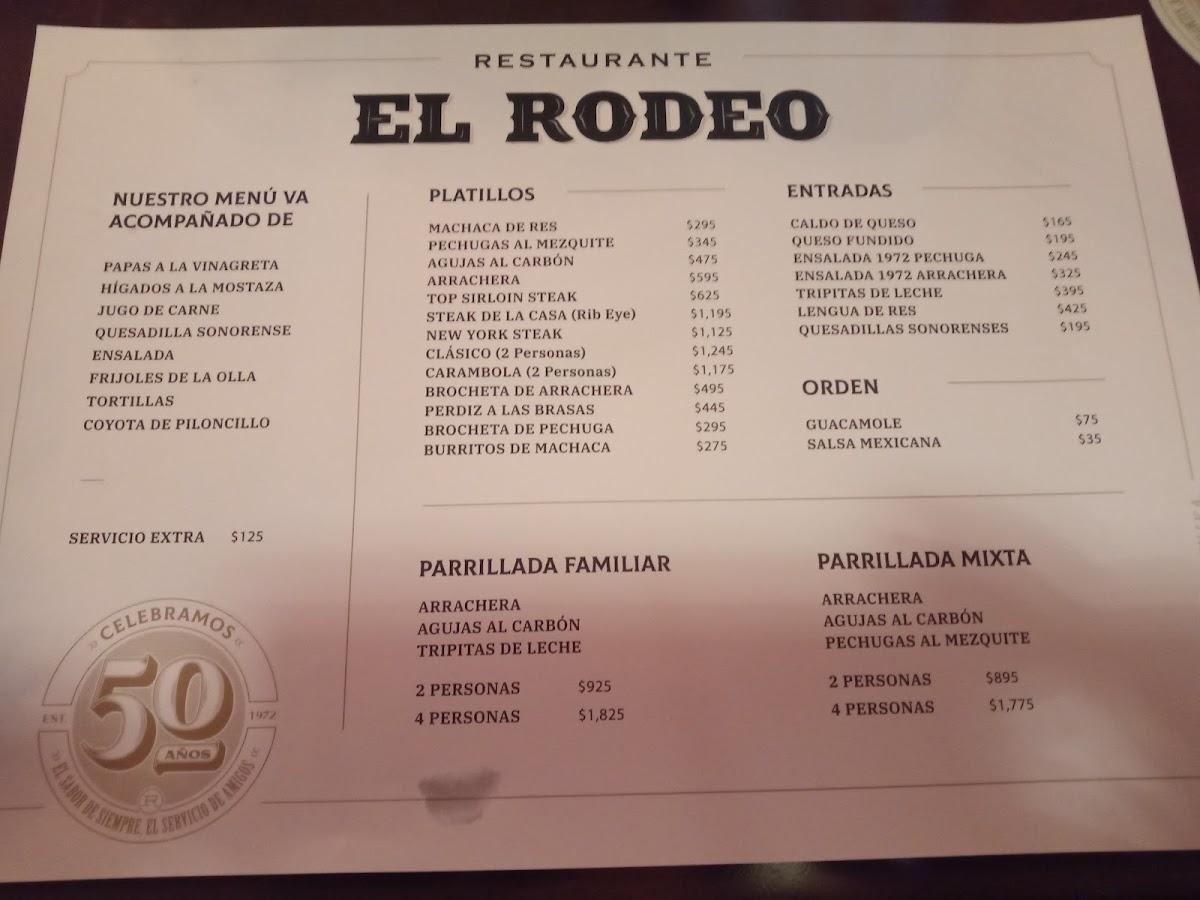 RESTAURANTE
EL RODEO
NUESTRO MENÚ VA
ACOMPAÑADO DE
PAPAS A LA VINAGRETA
HÍGADOS A LA MOSTAZA
JUGO DE CARNE
QUESADILLA SONORENSE
ENSALADA
FRIJOLES DE LA OLLA
TORTILLAS
COYOTA DE PILONCILLO
SERVICIO EXTRA $125
PLATILLOS
MACHACA DE RES $295
PECHUGAS AL MEZQUITE $345
AGUJAS AL CARBÓN $475
ARRACHERA $595
TOP SIRLOIN STEAK $625
STEAK DE LA CASA (Rib Eye) $1,195
NEW YORK STEAK $1,125
CLÁSICO (2 Personas) $1,245
CARAMBOLA (2 Personas) $1,175
BROCHETA DE ARRACHERA $495
PERDIZ A LAS BRASAS $445
BROCHETA DE PECHUGA $295
BURRITOS DE MACHACA $275
ENTRADAS
CALDO DE QUESO $165
QUESO FUNDIDO $195
ENSALADA 1972 PECHUGA $245
ENSALADA 1972 ARRACHERA $325
TRIPITAS DE LECHE $395
LENGUA DE RES $425
QUESADILLAS SONORENSES $195
ORDEN
GUACAMOLE $75
SALSA MEXICANA $35
PARRILLADA FAMILIAR
ARRACHERA
AGUJAS AL CARBÓN
TRIPITAS DE LECHE
2 PERSONAS $925
4 PERSONAS $1,825
PARRILLADA MIXTA
ARRACHERA
AGUJAS AL CARBÓN
PECHUGAS AL MEZQUITE
2 PERSONAS $895
4 PERSONAS $1,775
» CELEBRAMOS «
50
AÑOS
EST. 1972
R
» EL SABOR DE SIEMPRE, EL SERVICIO DE AMIGOS «